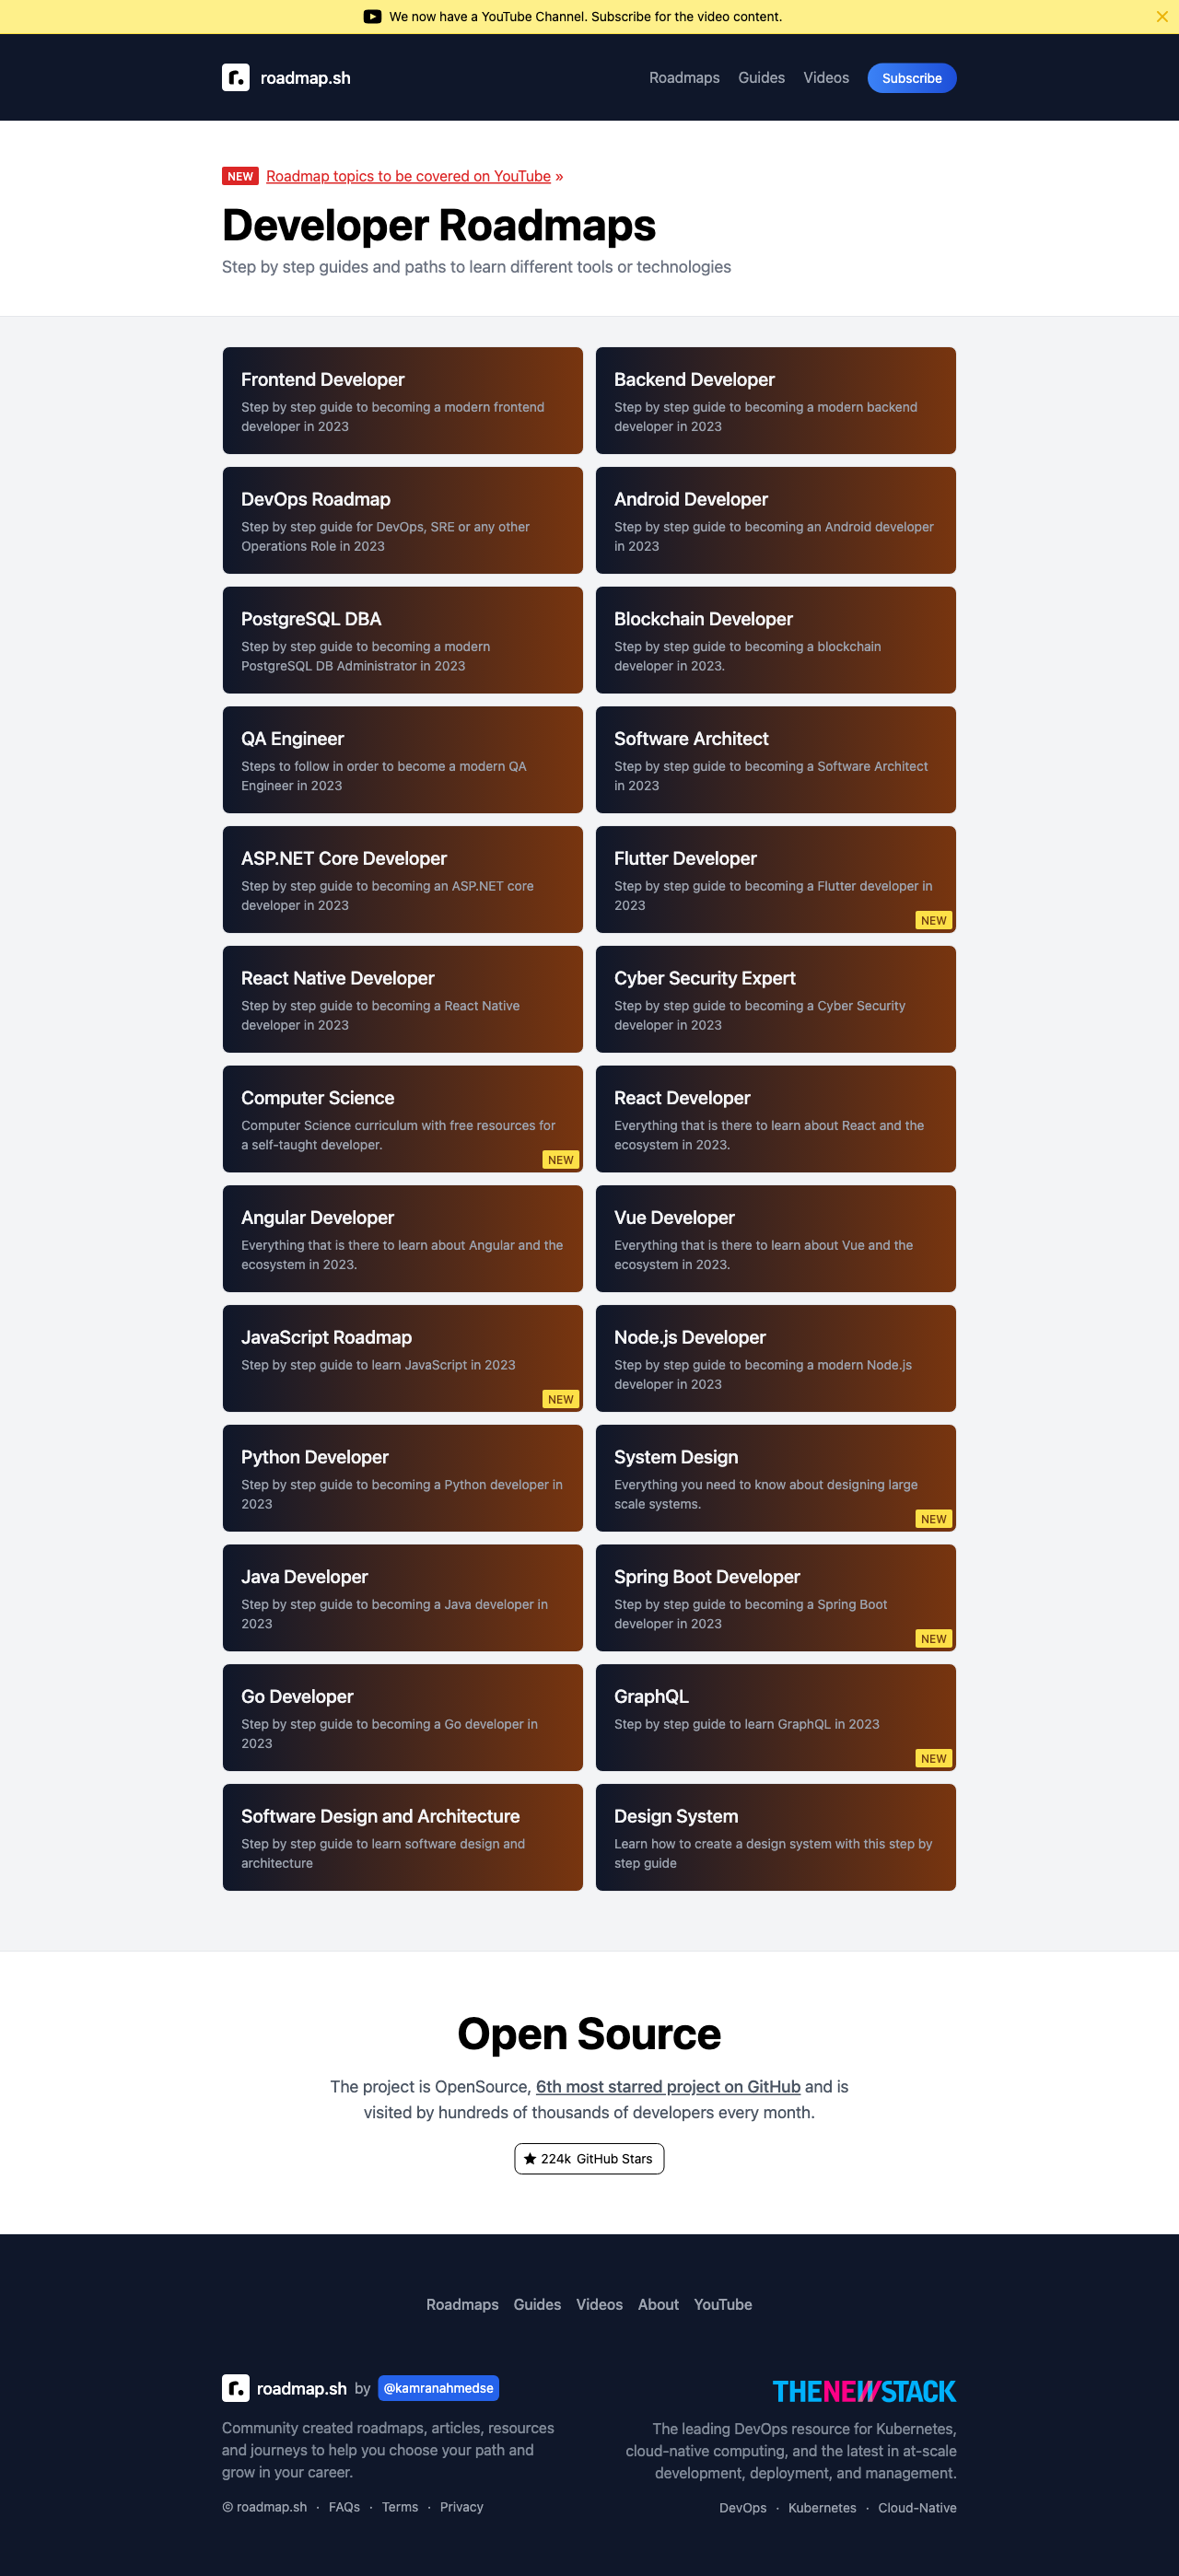 We now have a YouTube Channel. Subscribe for the video content.
roadmap.sh
Roadmaps Guides Videos Subscribe
NEW Roadmap topics to be covered on YouTube »
Developer Roadmaps
Step by step guides and paths to learn different tools or technologies
Frontend Developer
Step by step guide to becoming a modern frontend
developer in 2023
Backend Developer
Step by step guide to becoming a modern backend
developer in 2023
DevOps Roadmap
Step by step guide for DevOps, SRE or any other
Operations Role in 2023
Android Developer
Step by step guide to becoming an Android developer
in 2023
PostgreSQL DBA
Step by step guide to becoming a modern
PostgreSQL DB Administrator in 2023
Blockchain Developer
Step by step guide to becoming a blockchain
developer in 2023.
QA Engineer
Steps to follow in order to become a modern QA
Engineer in 2023
Software Architect
Step by step guide to becoming a Software Architect
in 2023
ASP.NET Core Developer
Step by step guide to becoming an ASP.NET core
developer in 2023
Flutter Developer
Step by step guide to becoming a Flutter developer in
2023
NEW
React Native Developer
Step by step guide to becoming a React Native
developer in 2023
Cyber Security Expert
Step by step guide to becoming a Cyber Security
developer in 2023
Computer Science
Computer Science curriculum with free resources for
a self-taught developer.
NEW
React Developer
Everything that is there to learn about React and the
ecosystem in 2023.
Angular Developer
Everything that is there to learn about Angular and the
ecosystem in 2023.
Vue Developer
Everything that is there to learn about Vue and the
ecosystem in 2023.
JavaScript Roadmap
Step by step guide to learn JavaScript in 2023
NEW
Node.js Developer
Step by step guide to becoming a modern Node.js
developer in 2023
Python Developer
Step by step guide to becoming a Python developer in
2023
System Design
Everything you need to know about designing large
scale systems.
NEW
Java Developer
Step by step guide to becoming a Java developer in
2023
Spring Boot Developer
Step by step guide to becoming a Spring Boot
developer in 2023
NEW
Go Developer
Step by step guide to becoming a Go developer in
2023
GraphQL
Step by step guide to learn GraphQL in 2023
NEW
Software Design and Architecture
Step by step guide to learn software design and
architecture
Design System
Learn how to create a design system with this step by
step guide
Open Source
The project is OpenSource, 6th most starred project on GitHub and is
visited by hundreds of thousands of developers every month.
224k GitHub Stars
Roadmaps Guides Videos About YouTube
roadmap.sh by @kamranahmedse
Community created roadmaps, articles, resources
and journeys to help you choose your path and
grow in your career.
© roadmap.sh · FAQs · Terms · Privacy
THENEWSTACK
The leading DevOps resource for Kubernetes,
cloud-native computing, and the latest in at-scale
development, deployment, and management.
DevOps · Kubernetes · Cloud-Native